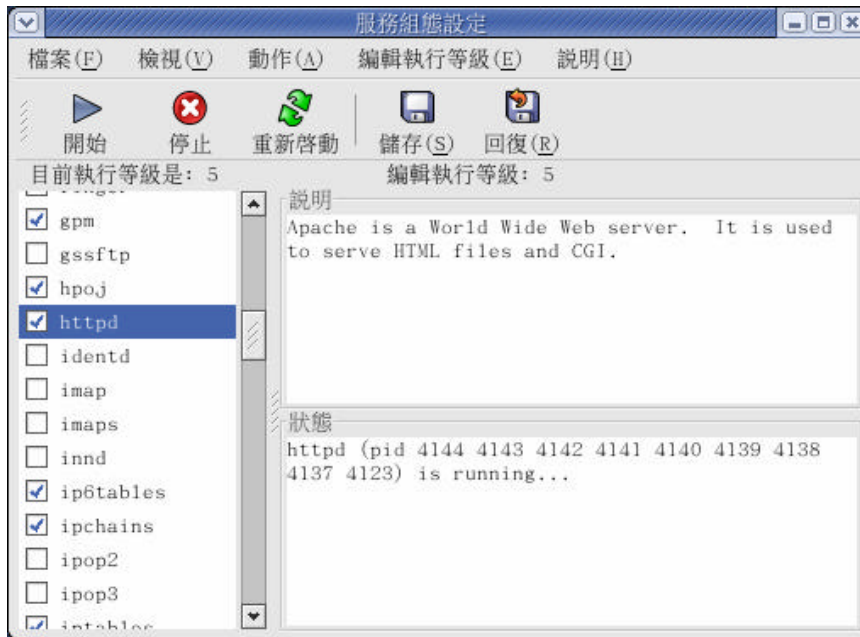 服務組態設定
檔案(F) 檢視(V) 動作(A) 編輯執行等級(E) 説明(H)
開始 停止 重新啓動 儲存(S) 回復(R)
目前執行等級是: 5 編輯執行等級: 5
gpm
gssftp
hpoj
httpd
identd
imap
imaps
innd
ip6tables
ipchains
ipop2
ipop3
iptables
説明
Apache is a World Wide Web server. It is used
to serve HTML files and CGI.
狀態
httpd (pid 4144 4143 4142 4141 4140 4139 4138
4137 4123) is running...